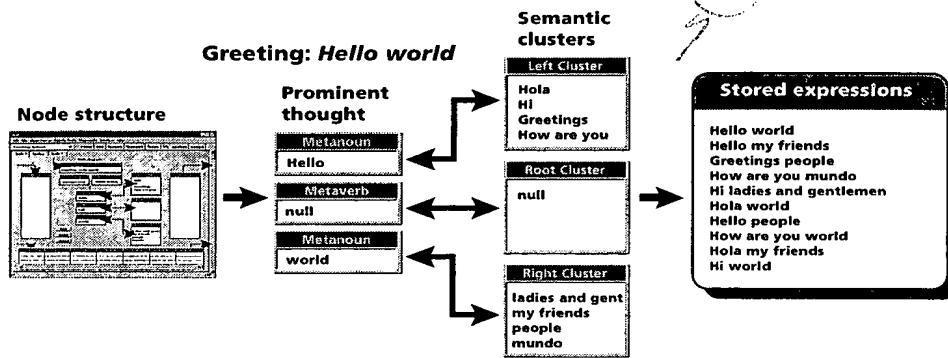 Greeting: Hello world
Node structure
Prominent
thought
Metanoun
Hello
Metaverb
null
Metanoun
world
Semantic
clusters
Left Cluster
Hola
Hi
Greetings
How are you
Root Cluster
null
Right Cluster
ladies and gent
my friends
people
mundo
Stored expressions
Hello world
Hello my friends
Greetings people
How are you mundo
Hi ladies and gentlemen
Hola world
Hello people
How are you world
Hola my friends
Hi world